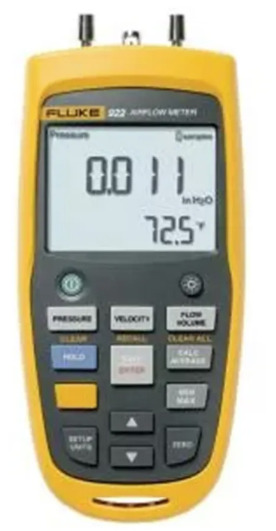 FLUKE 922 AIRFLOW METER
Pressure samples
0.011
in H₂O
72.5 °F
PRESSURE VELOCITY FLOW VOLUME
CLEAR RECALL CLEAR ALL
HOLD SAVE ENTER CALC AVERAGE
MIN MAX
SETUP UNITS ZERO